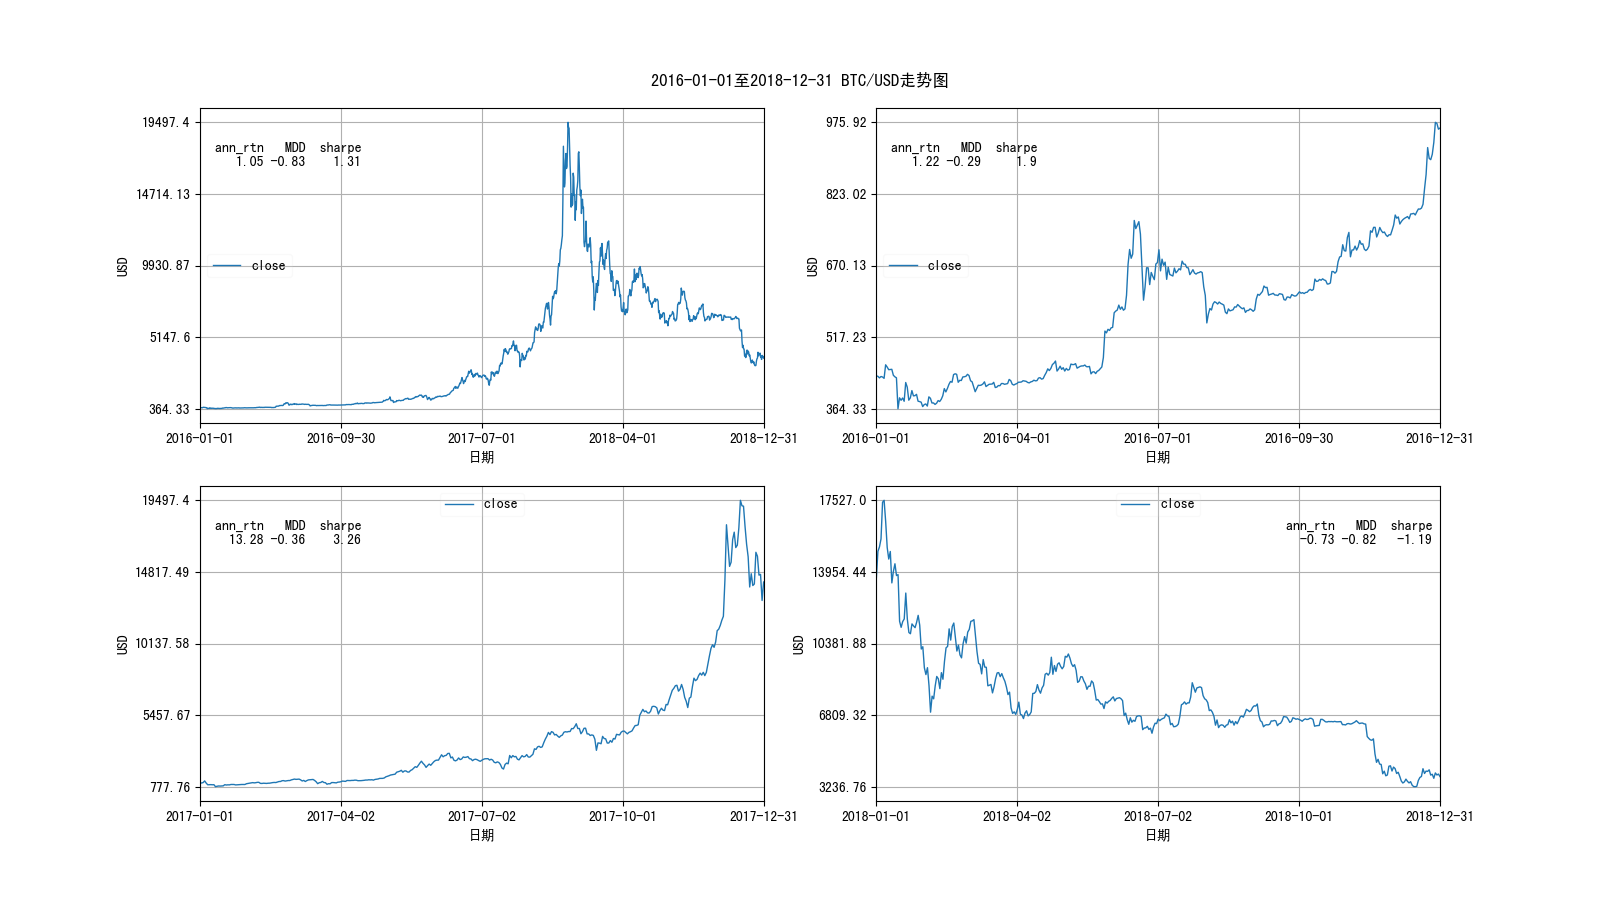 2016-01-01至2018-12-31 BTC/USD走势图
19497.4
14714.13
9930.87
5147.6
364.33
USD
ann_rtn MDD sharpe
1.05 -0.83 1.31
close
2016-01-01 2016-09-30 2017-07-01 2018-04-01 2018-12-31
日期
975.92
823.02
670.13
517.23
364.33
USD
ann_rtn MDD sharpe
1.22 -0.29 1.9
close
2016-01-01 2016-04-01 2016-07-01 2016-09-30 2016-12-31
日期
19497.4
14817.49
10137.58
5457.67
777.76
USD
close
ann_rtn MDD sharpe
13.28 -0.36 3.26
2017-01-01 2017-04-02 2017-07-02 2017-10-01 2017-12-31
日期
17527.0
13954.44
10381.88
6809.32
3236.76
USD
close
ann_rtn MDD sharpe
-0.73 -0.82 -1.19
2018-01-01 2018-04-02 2018-07-02 2018-10-01 2018-12-31
日期